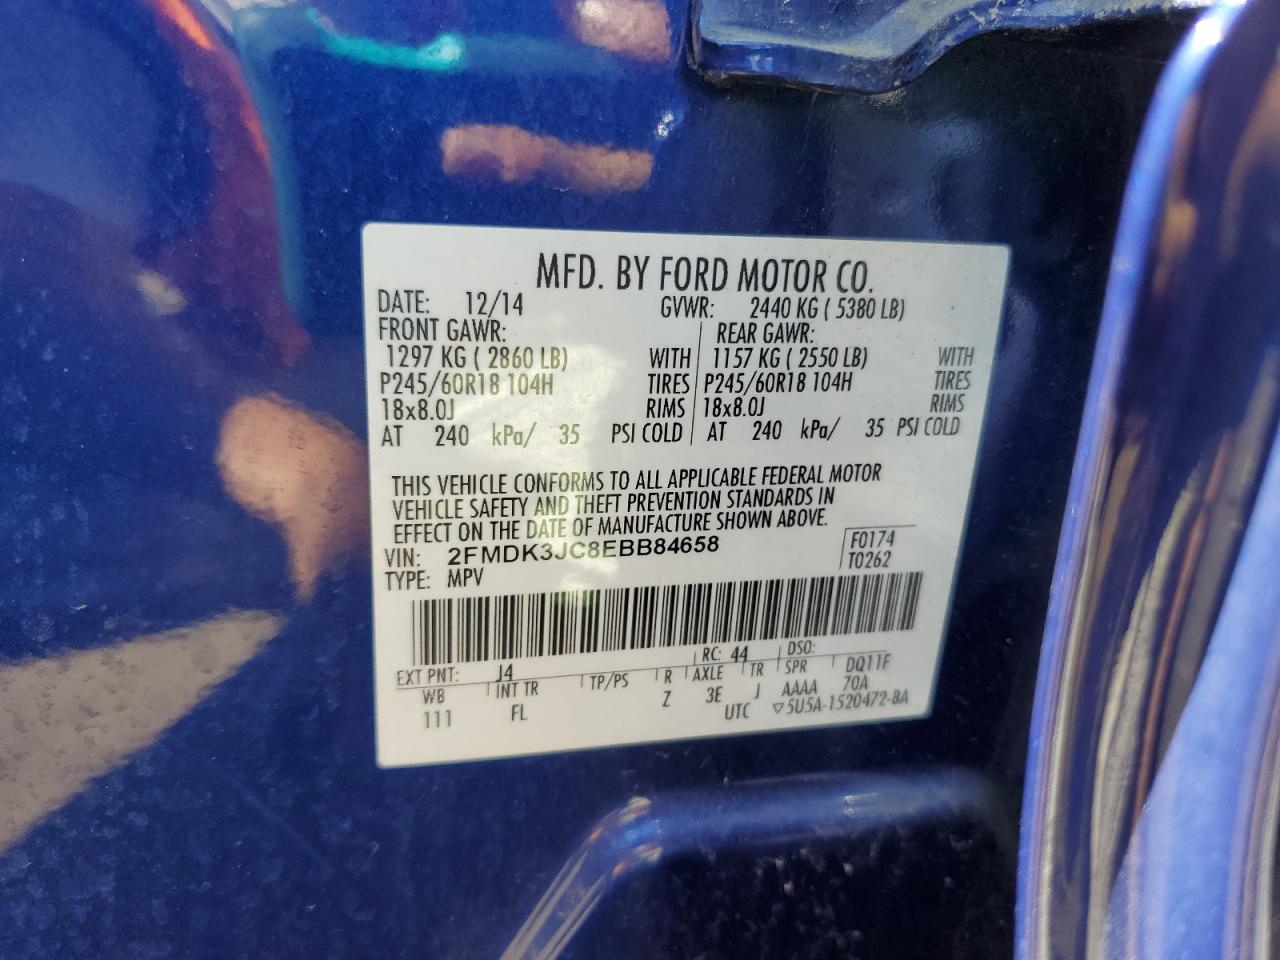 MFD. BY FORD MOTOR CO.
DATE: 12/14 GVWR: 2440 KG ( 5380 LB)
FRONT GAWR: REAR GAWR:
1297 KG ( 2860 LB) WITH 1157 KG (2550 LB) WITH
P245/60R18 104H TIRES P245/60R18 104H TIRES
18x8.0J RIMS 18x8.0J RIMS
AT 240 kPa/ 35 PSI COLD AT 240 kPa/ 35 PSI COLD
THIS VEHICLE CONFORMS TO ALL APPLICABLE FEDERAL MOTOR
VEHICLE SAFETY AND THEFT PREVENTION STANDARDS IN
EFFECT ON THE DATE OF MANUFACTURE SHOWN ABOVE.
VIN: 2FMDK3JC8EBB84658 F0174
TYPE: MPV T0262
EXT PNT: J4 RC: 44 DSO:
WB INT TR TP/PS R AXLE TR SPR DQ11F
111 FL Z 3E J AAAA 70A
UTC ▽5U5A-1520472-BA